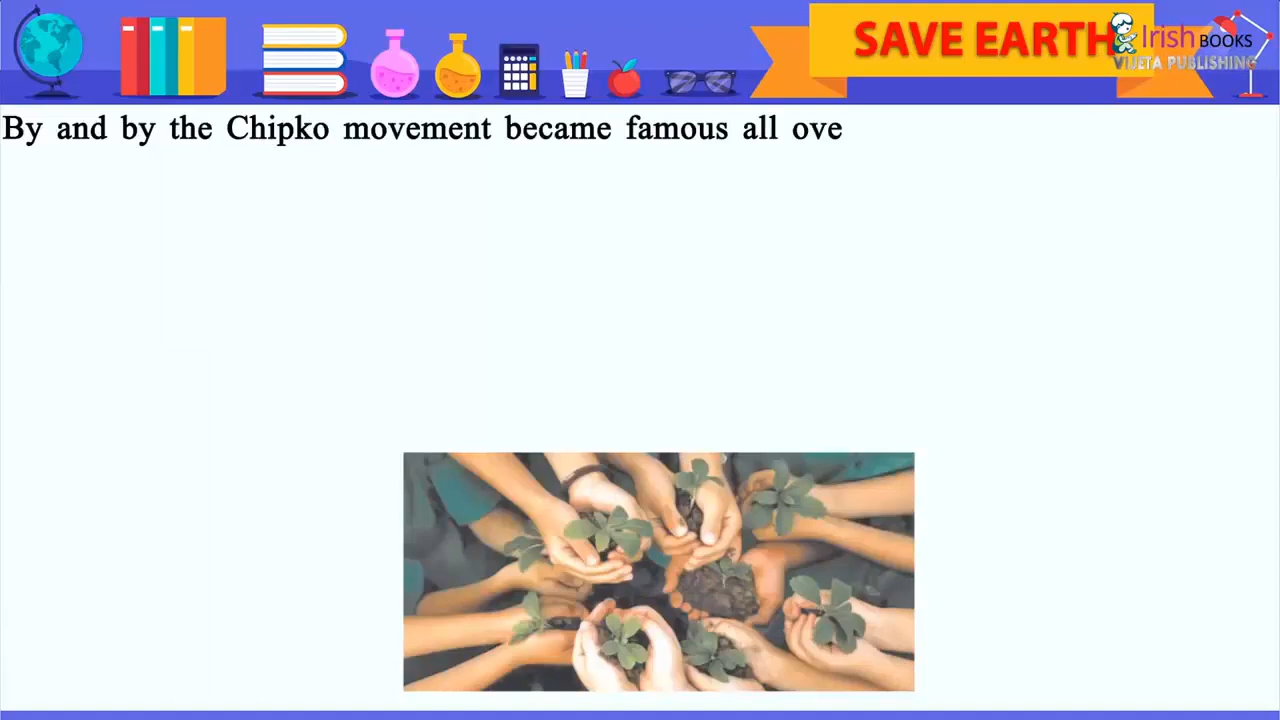 SAVE EARTH
Irish BOOKS
VIJETA PUBLISHING
By and by the Chipko movement became famous all ove